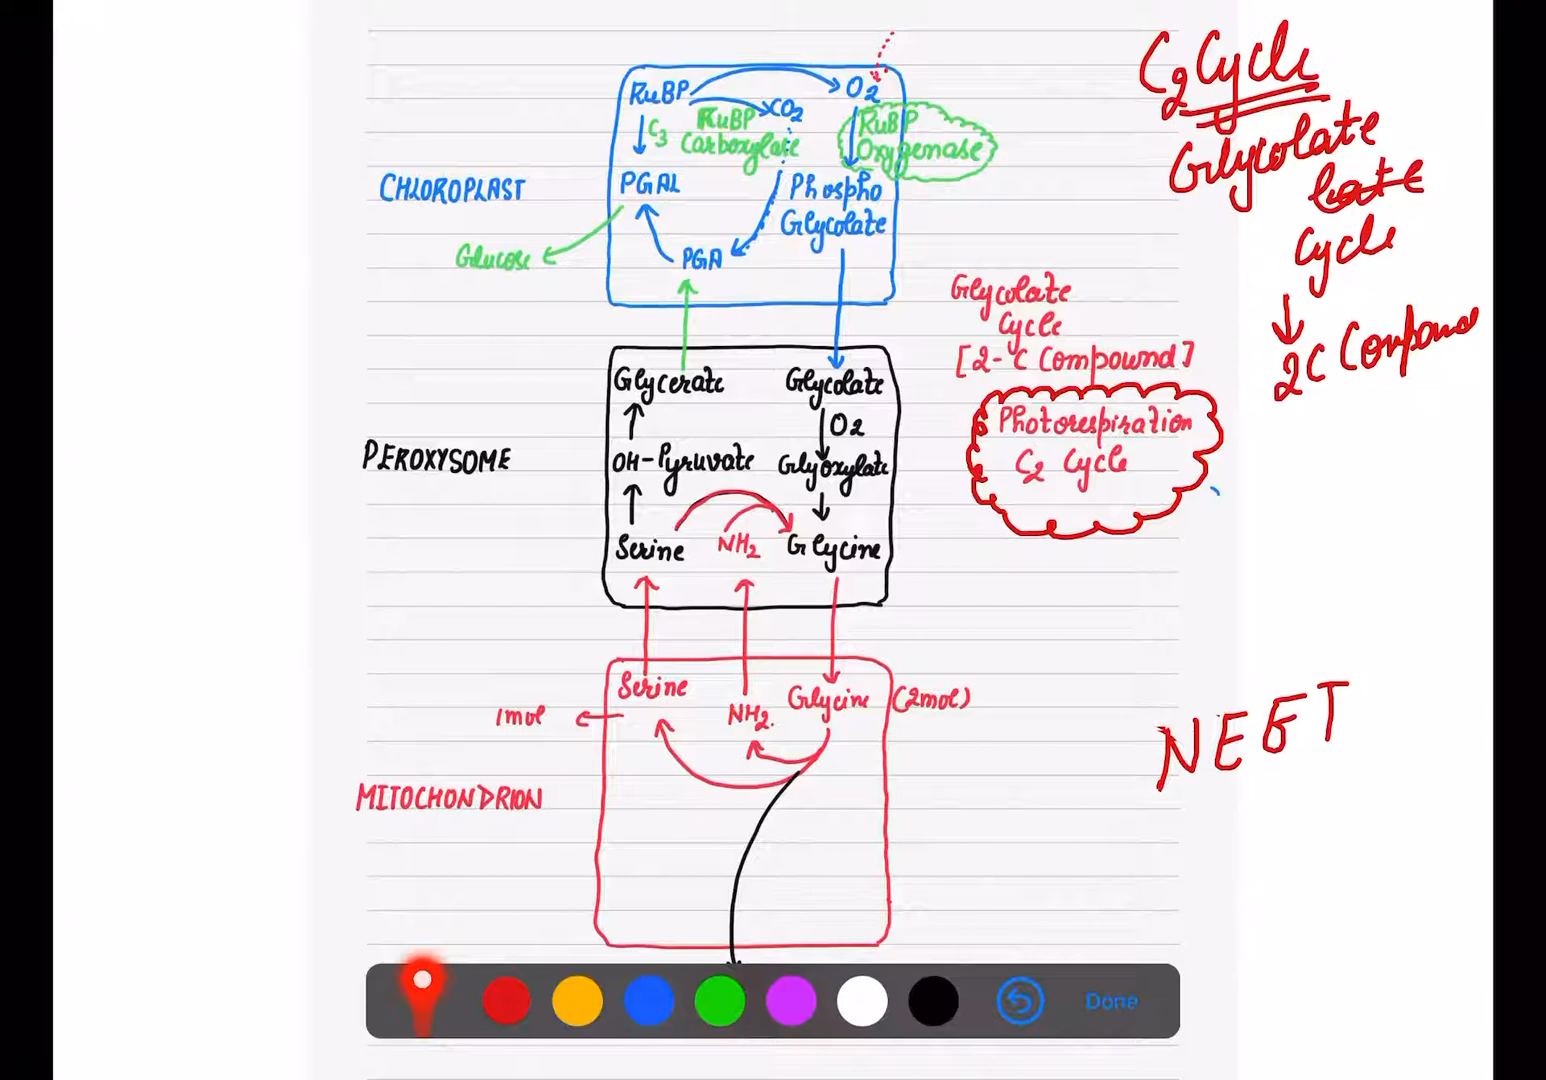 C2 Cycle
Glycolate
Cycle
2C Compound
RuBP
CO2
O2
C3
RuBP
Carboxylate
RuBP
Oxygenase
CHLOROPLAST
PGAL
Phospho
Glycolate
Glucose
PGA
Glycolate
Cycle
[2-C Compound]
Glycerate
Glycolate
O2
Photorespiration
C2 Cycle
PEROXYSOME
OH-Pyruvate
Glyoxylate
Serine
NH2
Glycine
Serine
NH2.
Glycine (2mol)
1mol
NEET
MITOCHONDRION
Done